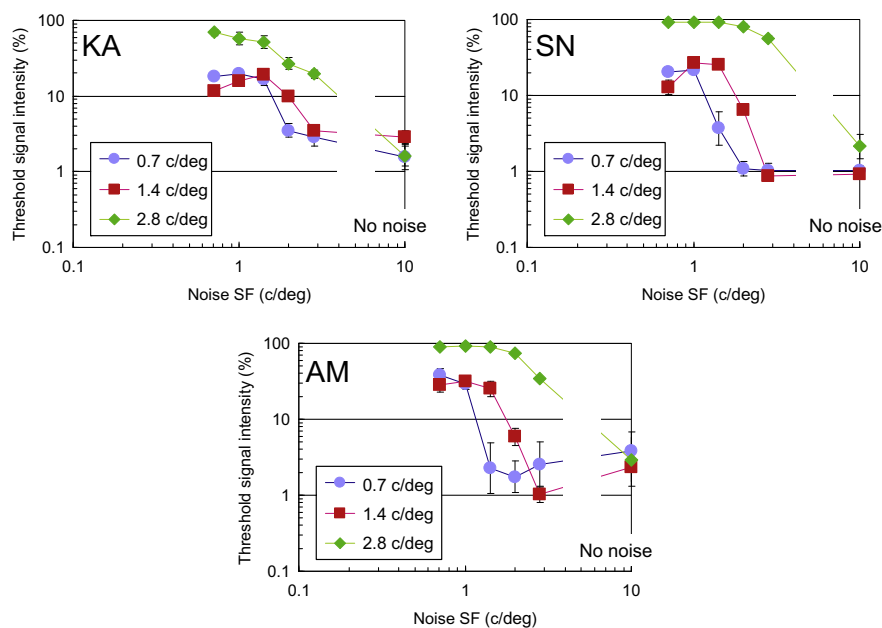 KA
Threshold signal intensity (%)
100
10
1
0.1
0.7 c/deg
1.4 c/deg
2.8 c/deg
No noise
0.1
1
10
Noise SF (c/deg)
SN
Threshold signal intensity (%)
100
10
1
0.1
0.7 c/deg
1.4 c/deg
2.8 c/deg
No noise
0.1
1
10
Noise SF (c/deg)
AM
Threshold signal intensity (%)
100
10
1
0.1
0.7 c/deg
1.4 c/deg
2.8 c/deg
No noise
0.1
1
10
Noise SF (c/deg)